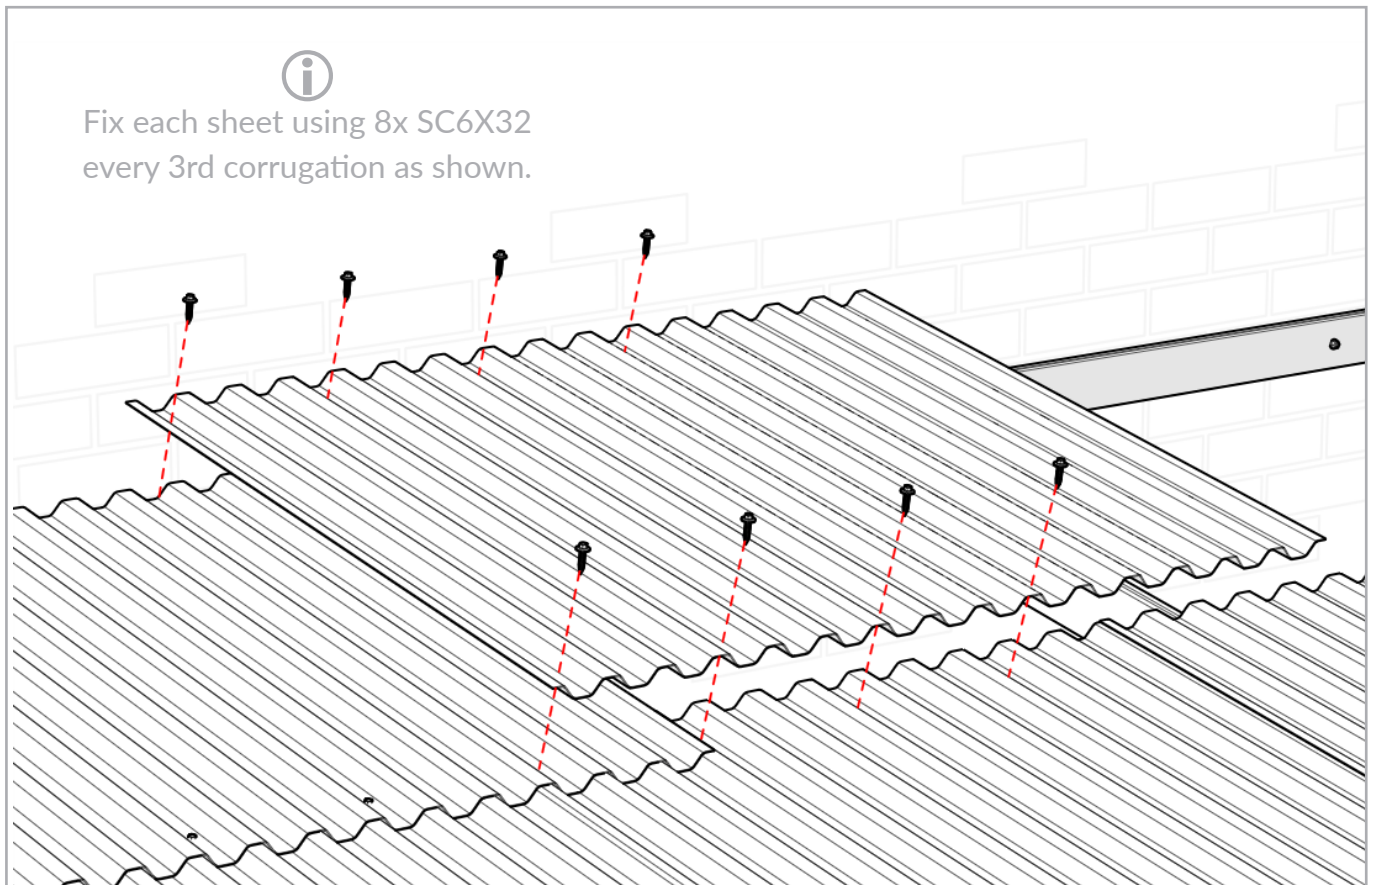 Fix each sheet using 8x SC6X32
every 3rd corrugation as shown.